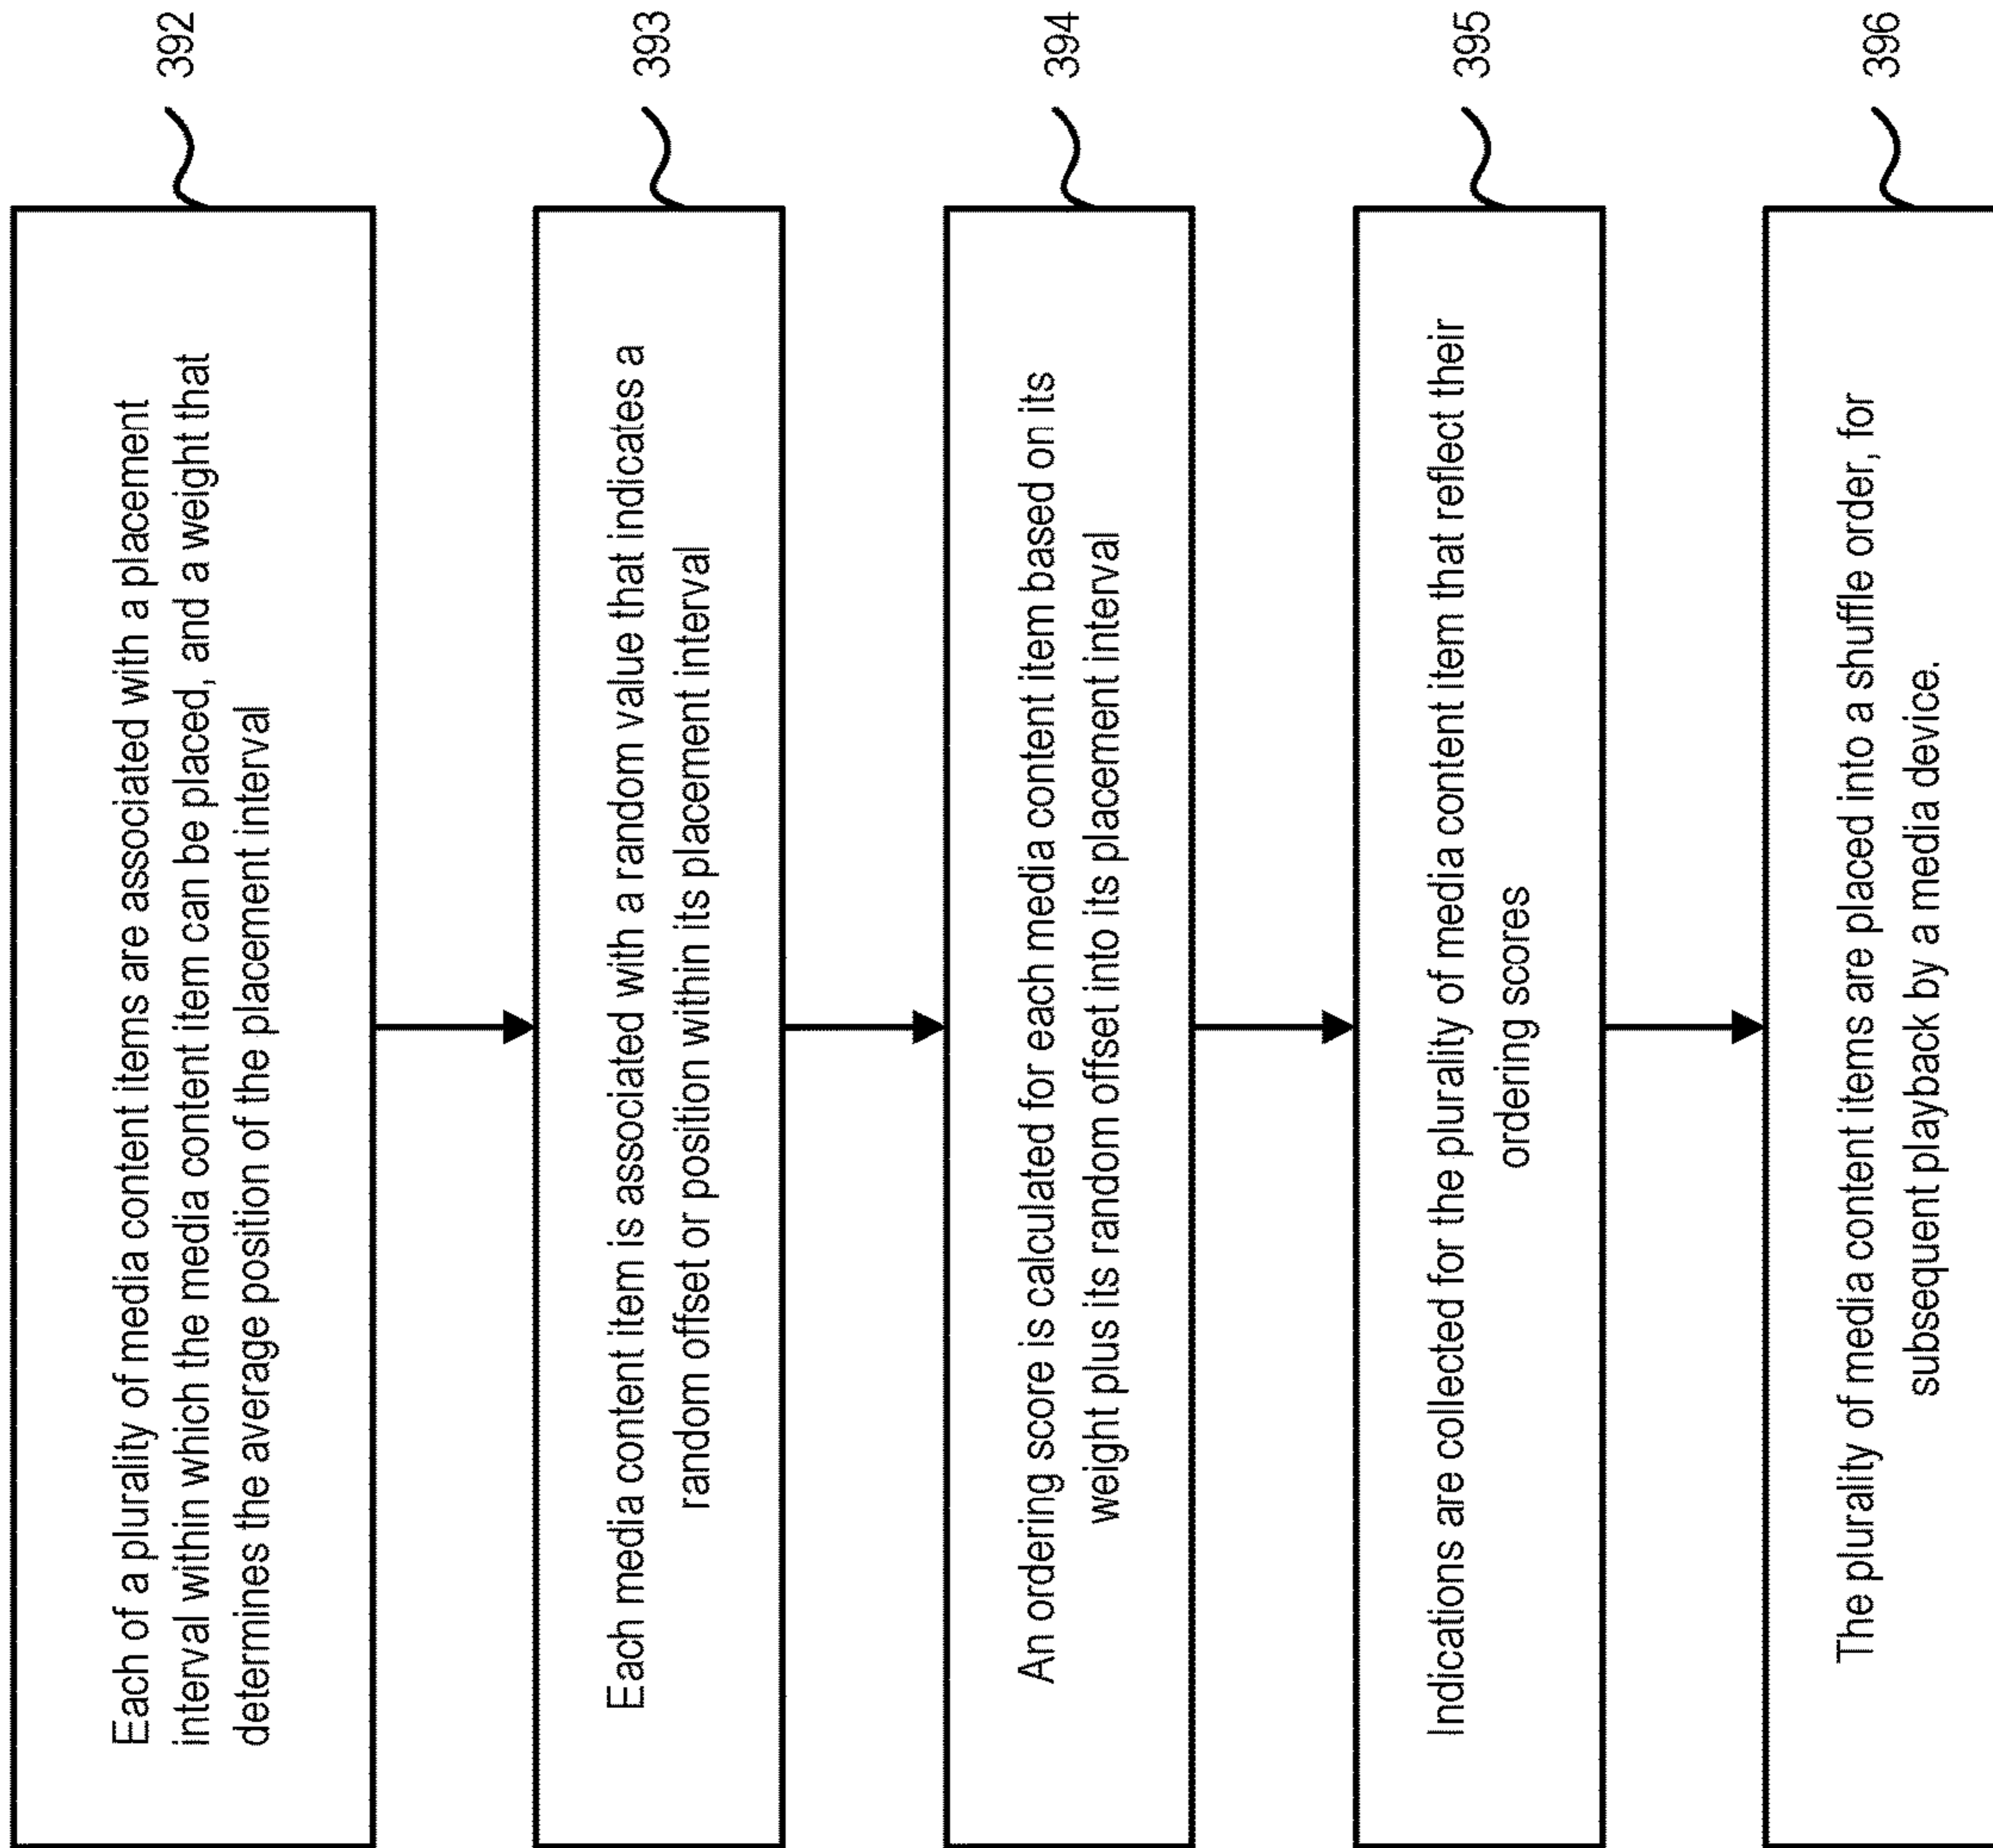 Each of a plurality of media content items are associated with a placement
interval within which the media content item can be placed, and a weight that
determines the average position of the placement interval
392
Each media content item is associated with a random value that indicates a
random offset or position within its placement interval
393
An ordering score is calculated for each media content item based on its
weight plus its random offset into its placement interval
394
Indications are collected for the plurality of media content item that reflect their
ordering scores
395
The plurality of media content items are placed into a shuffle order, for
subsequent playback by a media device.
396